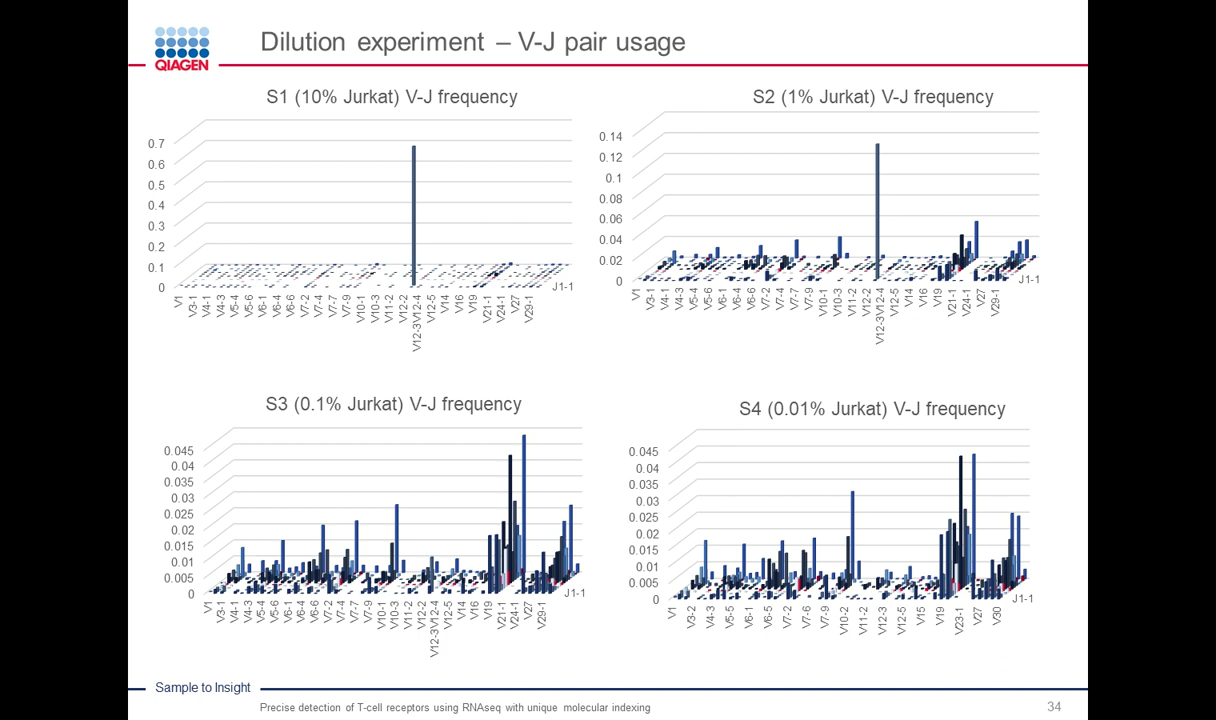 QIAGEN
Dilution experiment – V-J pair usage
S1 (10% Jurkat) V-J frequency
0.7
0.6
0.5
0.4
0.3
0.2
0.1
0
V1
V3-1
V4-1
V4-3
V5-4
V5-6
V6-1
V6-4
V6-6
V7-2
V7-4
V7-7
V7-9
V10-1
V10-3
V11-2
V12-2
V12-3V12-4
V12-5
V14
V16
V19
V21-1
V24-1
V27
V29-1
J1-1
S2 (1% Jurkat) V-J frequency
0.14
0.12
0.1
0.08
0.06
0.04
0.02
0
V1
V3-1
V4-1
V4-3
V5-4
V5-6
V6-1
V6-4
V6-6
V7-2
V7-4
V7-7
V7-9
V10-1
V10-3
V11-2
V12-2
V12-3V12-4
V12-5
V14
V16
V19
V21-1
V24-1
V27
V29-1
J1-1
S3 (0.1% Jurkat) V-J frequency
0.045
0.04
0.035
0.03
0.025
0.02
0.015
0.01
0.005
0
V1
V3-1
V4-1
V4-3
V5-4
V5-6
V6-1
V6-4
V6-6
V7-2
V7-4
V7-7
V7-9
V10-1
V10-3
V11-2
V12-2
V12-3V12-4
V12-5
V14
V16
V19
V21-1
V24-1
V27
V29-1
J1-1
S4 (0.01% Jurkat) V-J frequency
0.045
0.04
0.035
0.03
0.025
0.02
0.015
0.01
0.005
0
V1
V3-2
V4-3
V5-5
V6-1
V6-5
V7-2
V7-6
V7-9
V10-2
V11-2
V12-3
V12-5
V15
V19
V23-1
V27
V30
J1-1
Sample to Insight
Precise detection of T-cell receptors using RNAseq with unique molecular indexing
34